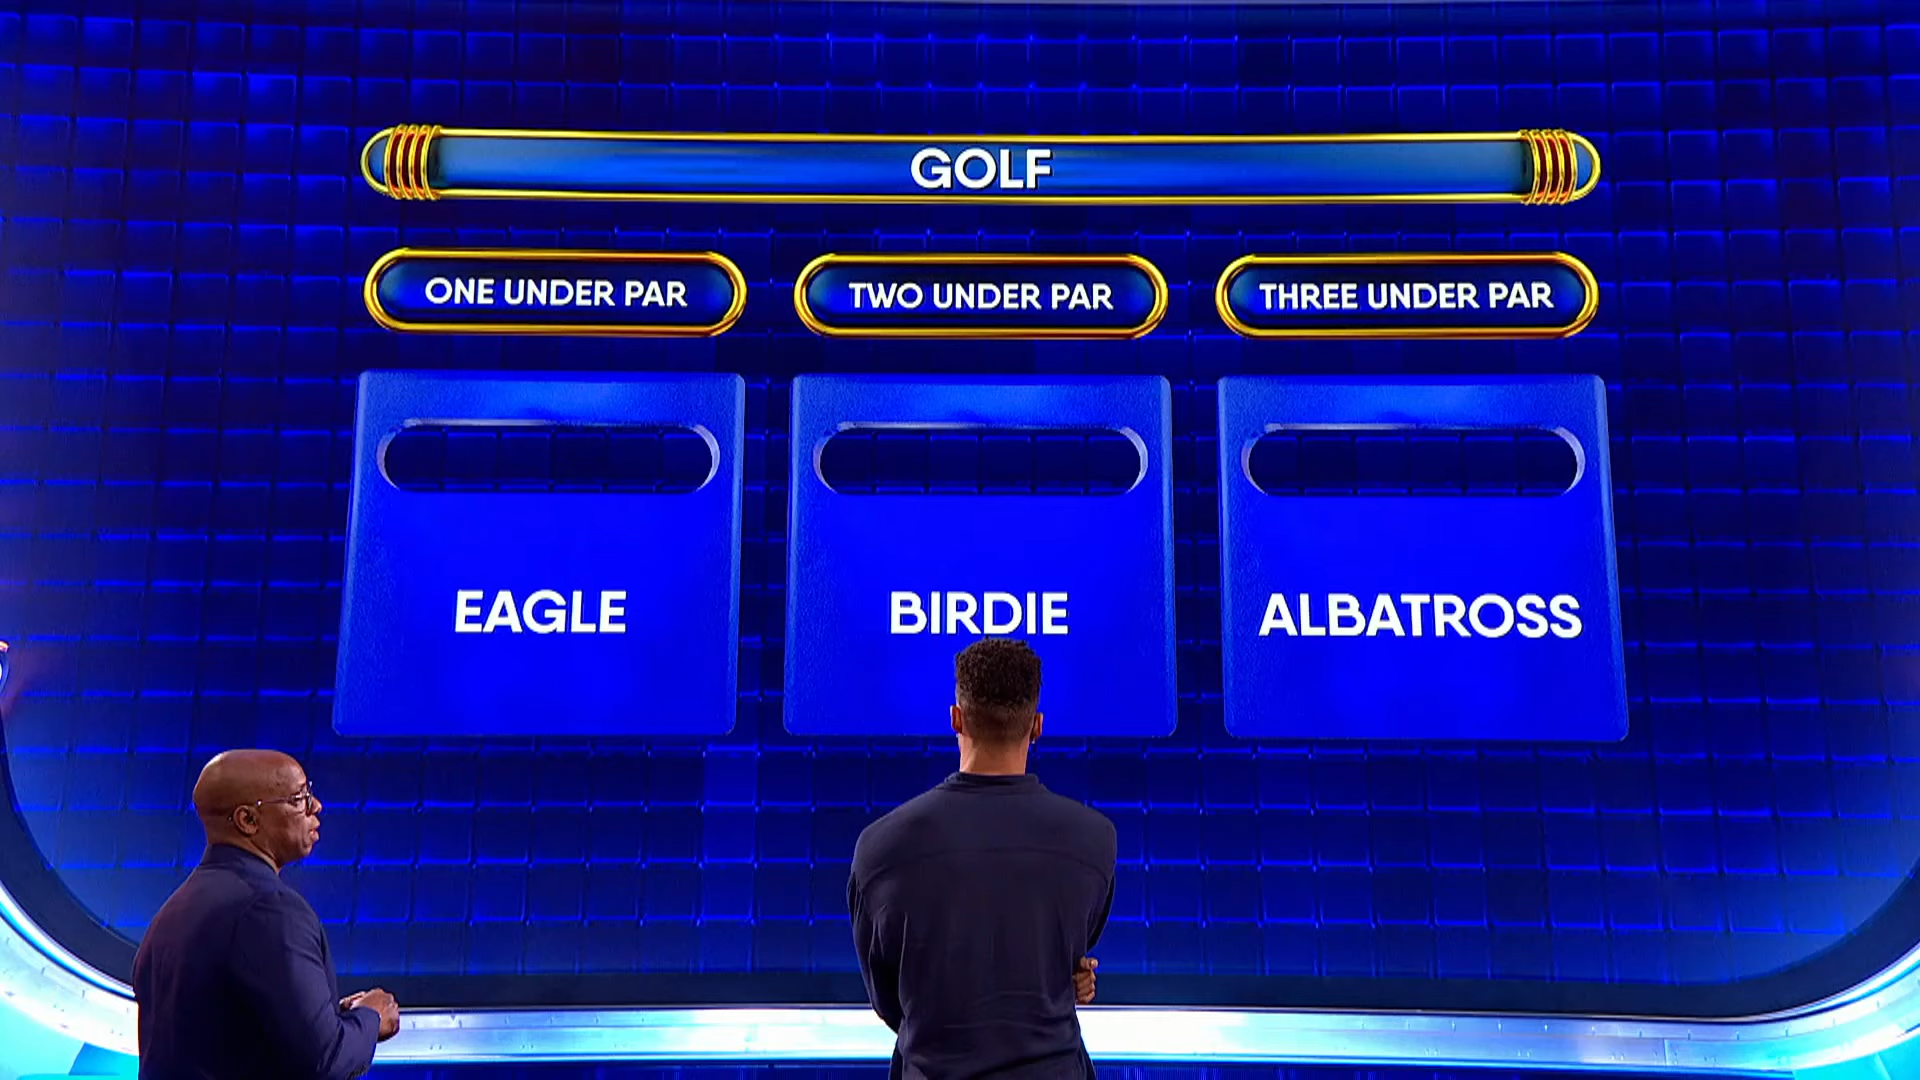 GOLF
ONE UNDER PAR
TWO UNDER PAR
THREE UNDER PAR
EAGLE
BIRDIE
ALBATROSS